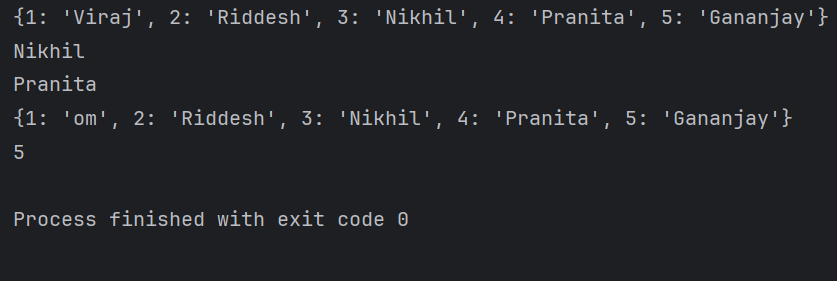 {1: 'Viraj', 2: 'Riddesh', 3: 'Nikhil', 4: 'Pranita', 5: 'Gananjay'}
Nikhil
Pranita
{1: 'om', 2: 'Riddesh', 3: 'Nikhil', 4: 'Pranita', 5: 'Gananjay'}
5
Process finished with exit code 0